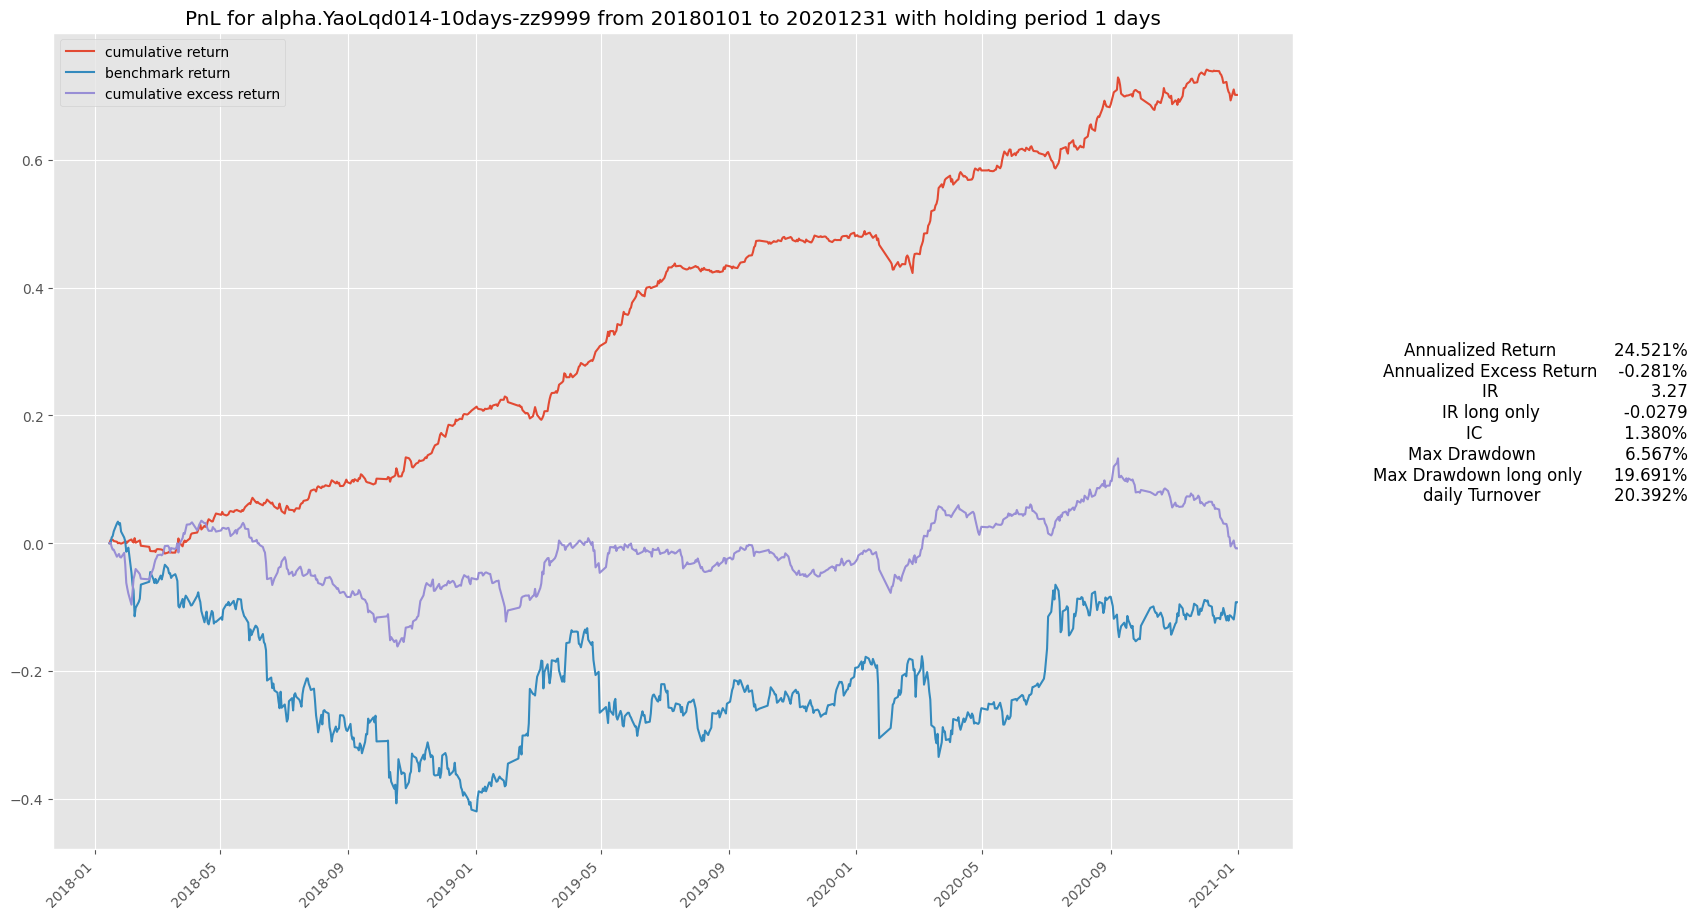 PnL for alpha.YaoLqd014-10days-zz9999 from 20180101 to 20201231 with holding period 1 days
cumulative return
benchmark return
cumulative excess return
0.6
0.4
0.2
0.0
−0.2
−0.4
2018-01
2018-05
2018-09
2019-01
2019-05
2019-09
2020-01
2020-05
2020-09
2021-01
Annualized Return 24.521%
Annualized Excess Return -0.281%
IR 3.27
IR long only -0.0279
IC 1.380%
Max Drawdown 6.567%
Max Drawdown long only 19.691%
daily Turnover 20.392%